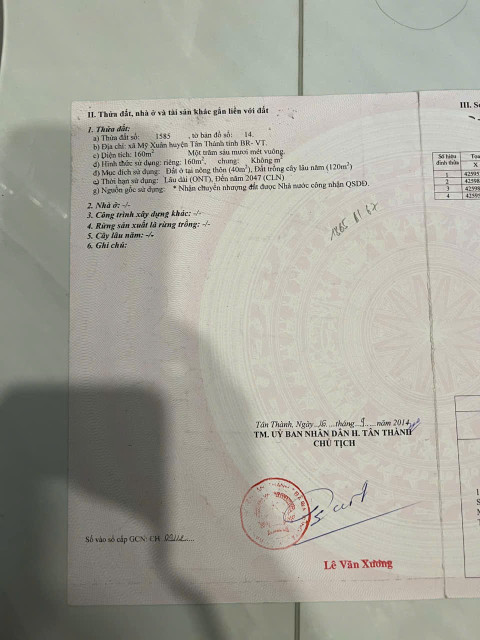 II. Thửa đất, nhà ở và tài sản khác gắn liền với đất
1. Thửa đất:
a) Thửa đất số: 1585 , tờ bản đồ số: 14.
b) Địa chỉ: xã Mỹ Xuân huyện Tân Thành tỉnh BR- VT.
c) Diện tích: 160m² Một trăm sáu mươi mét vuông.
d) Hình thức sử dụng: riêng: 160m², chung: Không m²
đ) Mục đích sử dụng: Đất ở tại nông thôn (40m²), Đất trồng cây lâu năm (120m²)
e) Thời hạn sử dụng: Lâu dài (ONT), Đến năm 2047 (CLN)
g) Nguồn gốc sử dụng: * Nhận chuyển nhượng đất được Nhà nước công nhận QSDĐ.
2. Nhà ở: -/-
3. Công trình xây dựng khác: -/-
4. Rừng sản xuất là rừng trồng: -/-
5. Cây lâu năm: -/-
6. Ghi chú:
Tân Thành, Ngày 16 tháng 9 năm 2014
TM. UỶ BAN NHÂN DÂN H. TÂN THÀNH
CHỦ TỊCH
Lê Văn Xương
Số vào sổ cấp GCN: CH
III. S
Số hiệu
đỉnh thửa
X
1
2
3
4